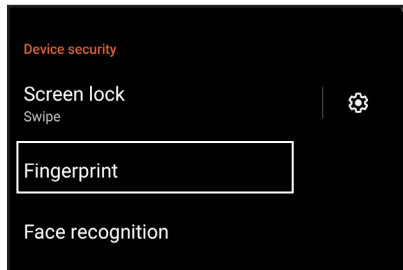 Device security
Screen lock
Swipe
Fingerprint
Face recognition